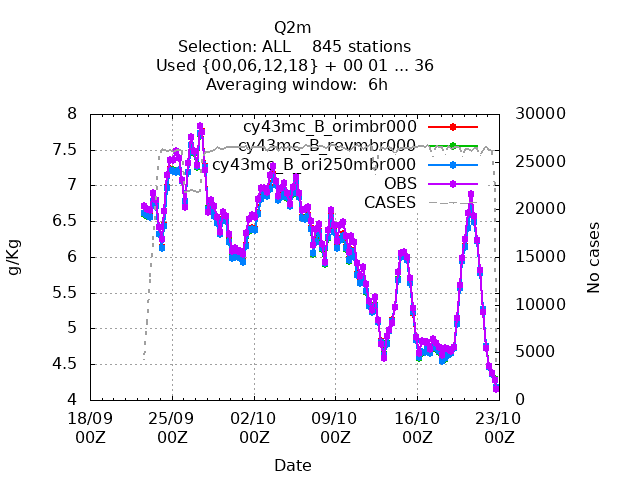 Q2m
Selection: ALL 845 stations
Used {00,06,12,18} + 00 01 ... 36
Averaging window: 6h
8
7.5
7
6.5
6
5.5
5
4.5
4
g/Kg
30000
25000
20000
15000
10000
5000
0
No cases
cy43mc_B_orimbr000
cy43mc_B_revmbr000
cy43mc_B_ori250mbr000
OBS
CASES
18/09 25/09 02/10 09/10 16/10 23/10
00Z 00Z 00Z 00Z 00Z 00Z
Date